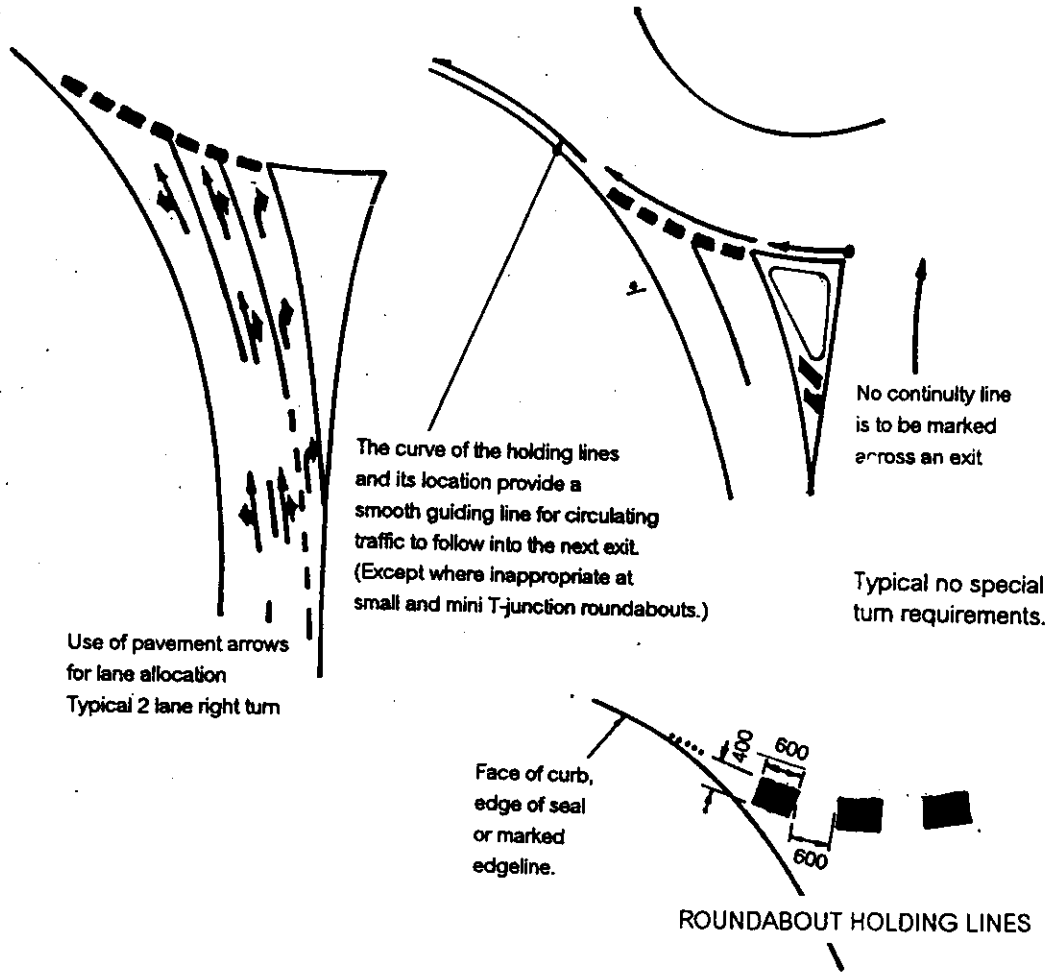 No continuity line
is to be marked
across an exit
The curve of the holding lines
and its location provide a
smooth guiding line for circulating
traffic to follow into the next exit.
(Except where inappropriate at
small and mini T-junction roundabouts.)
Typical no special
turn requirements.
Use of pavement arrows
for lane allocation
Typical 2 lane right turn
Face of curb,
edge of seal
or marked
edgeline.
400
600
600
ROUNDABOUT HOLDING LINES